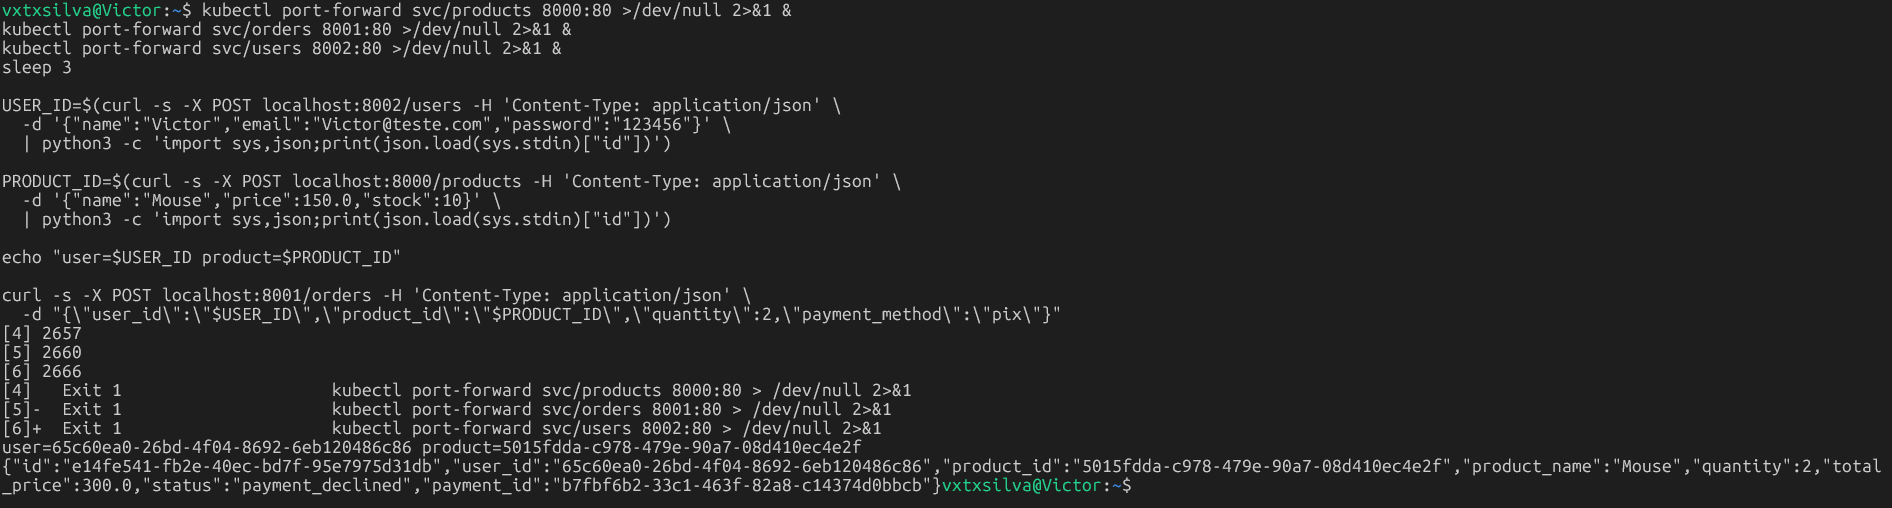 vxtxsilva@Victor:~$ kubectl port-forward svc/products 8000:80 >/dev/null 2>&1 &
kubectl port-forward svc/orders 8001:80 >/dev/null 2>&1 &
kubectl port-forward svc/users 8002:80 >/dev/null 2>&1 &
sleep 3
USER_ID=$(curl -s -X POST localhost:8002/users -H 'Content-Type: application/json' \
  -d '{"name":"Victor","email":"Victor@teste.com","password":"123456"}' \
  | python3 -c 'import sys,json;print(json.load(sys.stdin)["id"])')
PRODUCT_ID=$(curl -s -X POST localhost:8000/products -H 'Content-Type: application/json' \
  -d '{"name":"Mouse","price":150.0,"stock":10}' \
  | python3 -c 'import sys,json;print(json.load(sys.stdin)["id"])')
echo "user=$USER_ID product=$PRODUCT_ID"
curl -s -X POST localhost:8001/orders -H 'Content-Type: application/json' \
  -d "{\"user_id\":\"$USER_ID\",\"product_id\":\"$PRODUCT_ID\",\"quantity\":2,\"payment_method\":\"pix\"}"
[4] 2657
[5] 2660
[6] 2666
[4]   Exit 1                 kubectl port-forward svc/products 8000:80 > /dev/null 2>&1
[5]-  Exit 1                 kubectl port-forward svc/orders 8001:80 > /dev/null 2>&1
[6]+  Exit 1                 kubectl port-forward svc/users 8002:80 > /dev/null 2>&1
user=65c60ea0-26bd-4f04-8692-6eb120486c86 product=5015fdda-c978-479e-90a7-08d410ec4e2f
{"id":"e14fe541-fb2e-40ec-bd7f-95e7975d31db","user_id":"65c60ea0-26bd-4f04-8692-6eb120486c86","product_id":"5015fdda-c978-479e-90a7-08d410ec4e2f","product_name":"Mouse","quantity":2,"total
_price":300.0,"status":"payment_declined","payment_id":"b7fbf6b2-33c1-463f-82a8-c14374d0bbcb"}vxtxsilva@Victor:~$